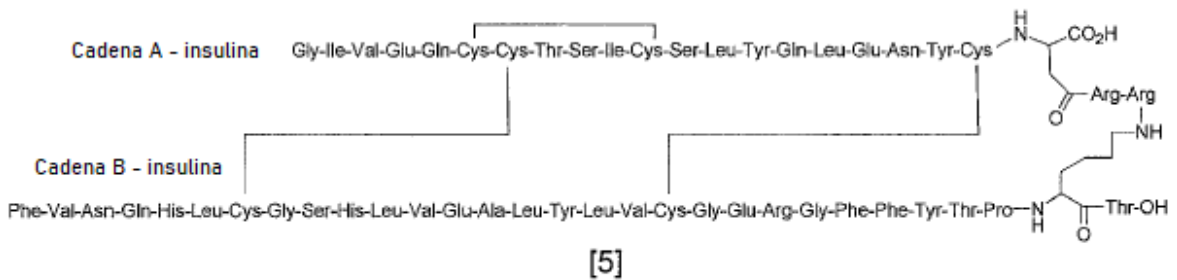 Cadena A - insulina
Gly-Ile-Val-Glu-Gln-Cys-Cys-Thr-Ser-Ile-Cys-Ser-Leu-Tyr-Gln-Leu-Glu-Asn-Tyr-Cys
H
N
CO₂H
O
Arg-Arg
NH
Cadena B - insulina
Phe-Val-Asn-Gln-His-Leu-Cys-Gly-Ser-His-Leu-Val-Glu-Ala-Leu-Tyr-Leu-Val-Cys-Gly-Glu-Arg-Gly-Phe-Phe-Tyr-Thr-Pro
N
H
O
Thr-OH
[5]